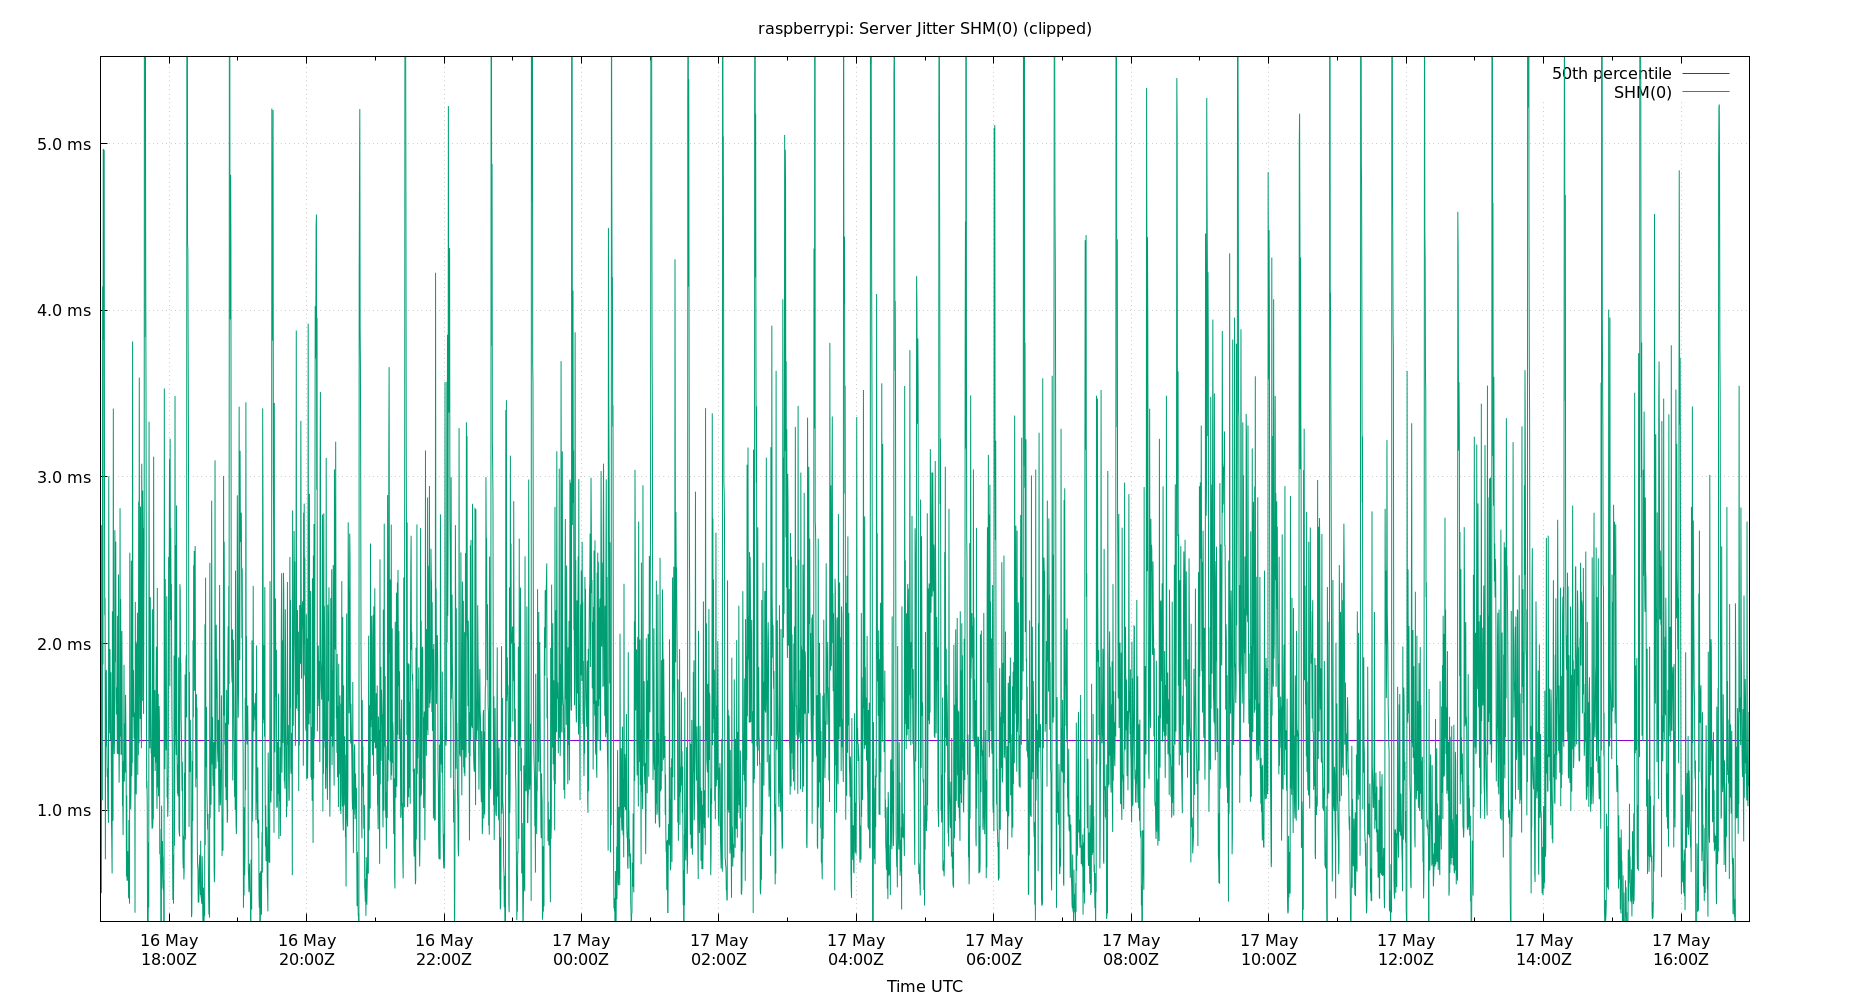 raspberrypi: Server Jitter SHM(0) (clipped)
50th percentile
SHM(0)
5.0 ms
4.0 ms
3.0 ms
2.0 ms
1.0 ms
16 May 16 May 16 May 17 May 17 May 17 May 17 May 17 May 17 May 17 May 17 May 17 May
18:00Z 20:00Z 22:00Z 00:00Z 02:00Z 04:00Z 06:00Z 08:00Z 10:00Z 12:00Z 14:00Z 16:00Z
Time UTC